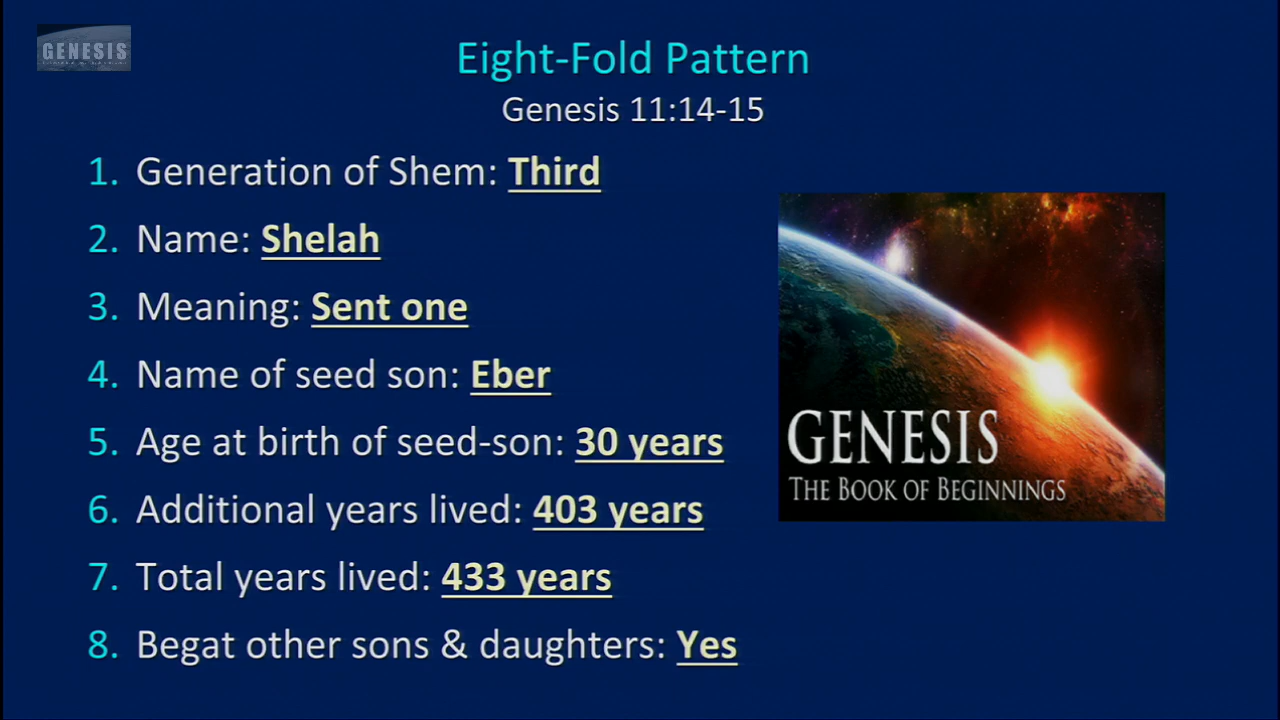 GENESIS
Eight-Fold Pattern
Genesis 11:14-15
1. Generation of Shem: Third
2. Name: Shelah
3. Meaning: Sent one
4. Name of seed son: Eber
5. Age at birth of seed-son: 30 years
6. Additional years lived: 403 years
7. Total years lived: 433 years
8. Begat other sons & daughters: Yes
GENESIS
THE BOOK OF BEGINNINGS